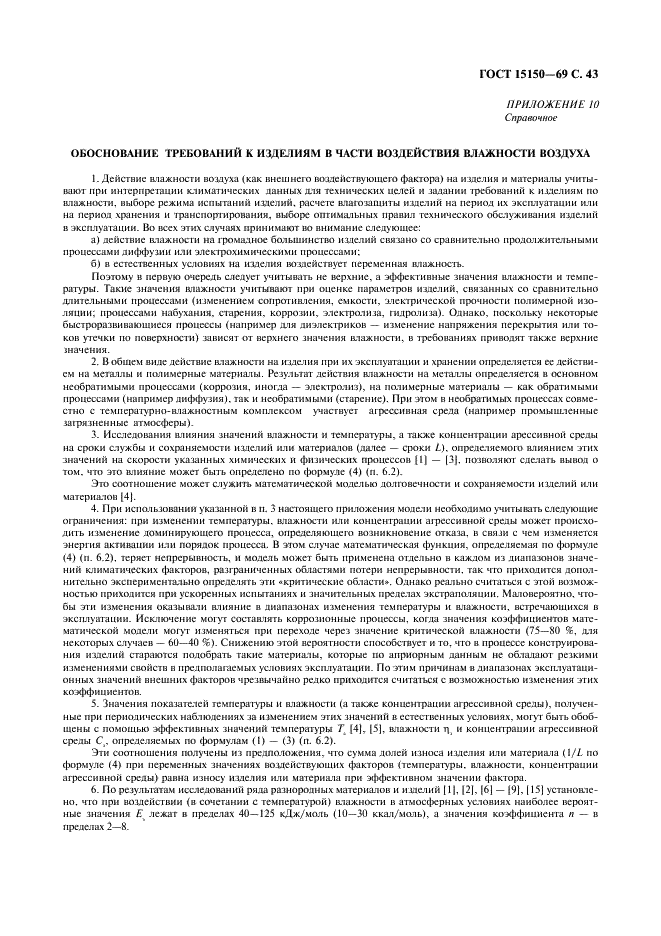 ГОСТ 15150—69 С. 43
ПРИЛОЖЕНИЕ 10
Справочное
ОБОСНОВАНИЕ ТРЕБОВАНИЙ К ИЗДЕЛИЯМ В ЧАСТИ ВОЗДЕЙСТВИЯ ВЛАЖНОСТИ ВОЗДУХА
1. Действие влажности воздуха (как внешнего воздействующего фактора) на изделия и материалы учиты-
вают при интерпретации климатических данных для технических целей и задании требований к изделиям по
влажности, выборе режима испытаний изделий, расчете влагозащиты изделий на период их эксплуатации или
на период хранения и транспортирования, выборе оптимальных правил технического обслуживания изделий
в эксплуатации. Во всех этих случаях принимают во внимание следующее:
а) действие влажности на громадное большинство изделий связано со сравнительно продолжительными
процессами диффузии или электрохимическими процессами;
б) в естественных условиях на изделия воздействует переменная влажность.
Поэтому в первую очередь следует учитывать не верхние, а эффективные значения влажности и темпе-
ратуры. Такие значения влажности учитывают при оценке параметров изделий, связанных со сравнительно
длительными процессами (изменением сопротивления, емкости, электрической прочности полимерной изо-
ляции; процессами набухания, старения, коррозии, электролиза, гидролиза). Однако, поскольку некоторые
быстроразвивающиеся процессы (например для диэлектриков — изменение напряжения перекрытия или то-
ков утечки по поверхности) зависят от верхнего значения влажности, в требованиях приводят также верхние
значения.
2. В общем виде действие влажности на изделия при их эксплуатации и хранении определяется ее действи-
ем на металлы и полимерные материалы. Результат действия влажности на металлы определяется в основном
необратимыми процессами (коррозия, иногда — электролиз), на полимерные материалы — как обратимыми
процессами (например диффузия), так и необратимыми (старение). При этом в необратимых процессах совме-
стно с температурно-влажностным комплексом участвует агрессивная среда (например промышленные
загрязненные атмосферы).
3. Исследования влияния значений влажности и температуры, а также концентрации арессивной среды
на сроки службы и сохраняемости изделий или материалов (далее — сроки L), определяемого влиянием этих
значений на скорости указанных химических и физических процессов [1] — [3], позволяют сделать вывод о
том, что это влияние может быть определено по формуле (4) (п. 6.2).
Это соотношение может служить математической моделью долговечности и сохраняемости изделий или
материалов [4].
4. При использовании указанной в п. 3 настоящего приложения модели необходимо учитывать следующие
ограничения: при изменении температуры, влажности или концентрации агрессивной среды может происхо-
дить изменение доминирующего процесса, определяющего возникновение отказа, в связи с чем изменяется
энергия активации или порядок процесса. В этом случае математическая функция, определяемая по формуле
(4) (п. 6.2), теряет непрерывность, и модель может быть применена отдельно в каждом из диапазонов значе-
ний климатических факторов, разграниченных областями потери непрерывности, так что приходится допол-
нительно экспериментально определять эти «критические области». Однако реально считаться с этой возмож-
ностью приходится при ускоренных испытаниях и значительных пределах экстраполяции. Маловероятно, что-
бы эти изменения оказывали влияние в диапазонах изменения температуры и влажности, встречающихся в
эксплуатации. Исключение могут составлять коррозионные процессы, когда значения коэффициентов мате-
матической модели могут изменяться при переходе через значение критической влажности (75—80 %, для
некоторых случаев — 60—40 %). Снижению этой вероятности способствует и то, что в процессе конструирова-
ния изделий стараются подобрать такие материалы, которые по априорным данным не обладают резкими
изменениями свойств в предполагаемых условиях эксплуатации. По этим причинам в диапазонах эксплуатаци-
онных значений внешних факторов чрезвычайно редко приходится считаться с возможностью изменения этих
коэффициентов.
5. Значения показателей температуры и влажности (а также концентрации агрессивной среды), получен-
ные при периодических наблюдениях за изменением этих значений в естественных условиях, могут быть обоб-
щены с помощью эффективных значений температуры Tэ [4], [5], влажности ηэ и концентрации агрессивной
среды Cэ, определяемых по формулам (1) — (3) (п. 6.2).
Эти соотношения получены из предположения, что сумма долей износа изделия или материала (1/L по
формуле (4) при переменных значениях воздействующих факторов (температуры, влажности, концентрации
агрессивной среды) равна износу изделия или материала при эффективном значении фактора.
6. По результатам исследований ряда разнородных материалов и изделий [1], [2], [6] — [9], [15] установле-
но, что при воздействии (в сочетании с температурой) влажности в атмосферных условиях наиболее вероят-
ные значения E лежат в пределах 40—125 кДж/моль (10—30 ккал/моль), а значения коэффициента n — в
пределах 2—8.